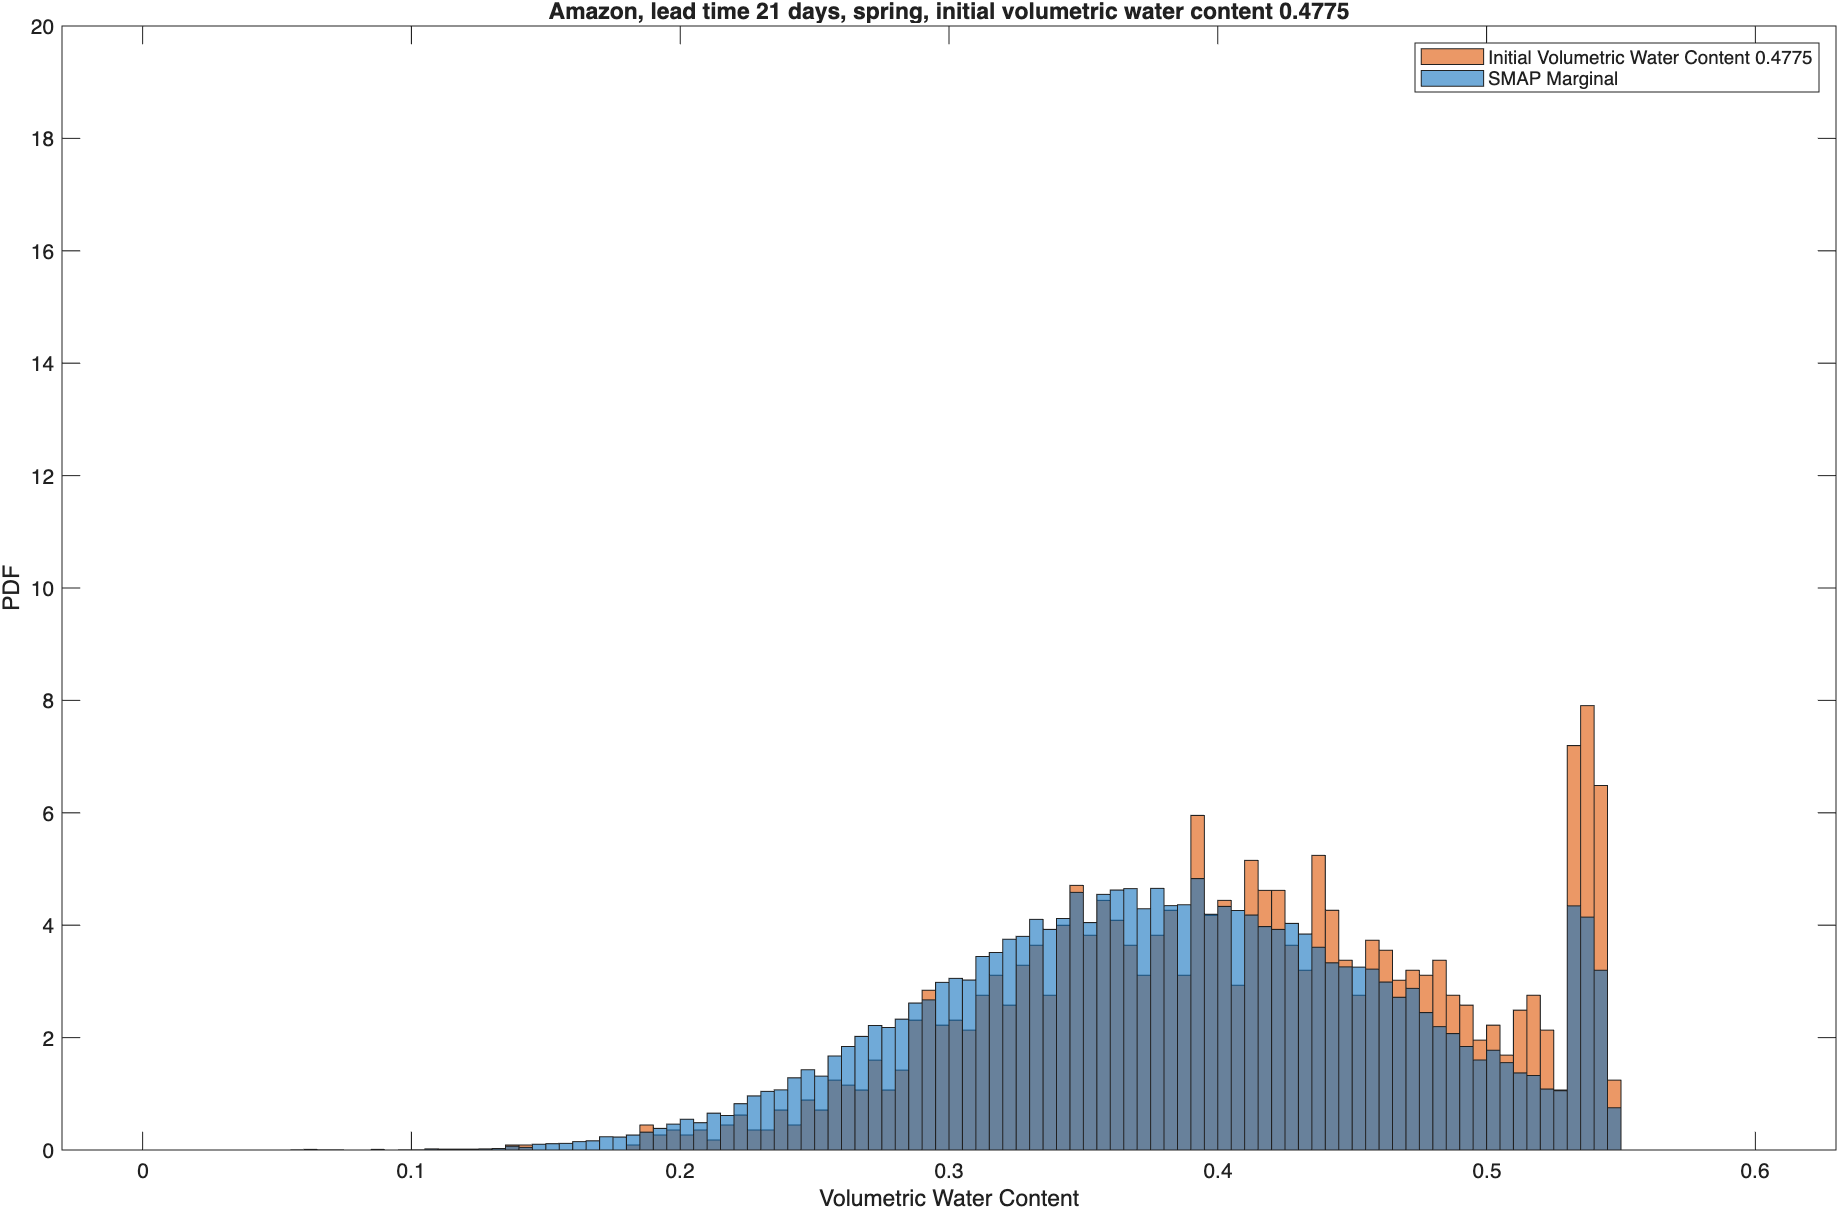 Amazon, lead time 21 days, spring, initial volumetric water content 0.4775
Initial Volumetric Water Content 0.4775
SMAP Marginal
20
18
16
14
12
10
8
6
4
2
0
PDF
0 0.1 0.2 0.3 0.4 0.5 0.6
Volumetric Water Content